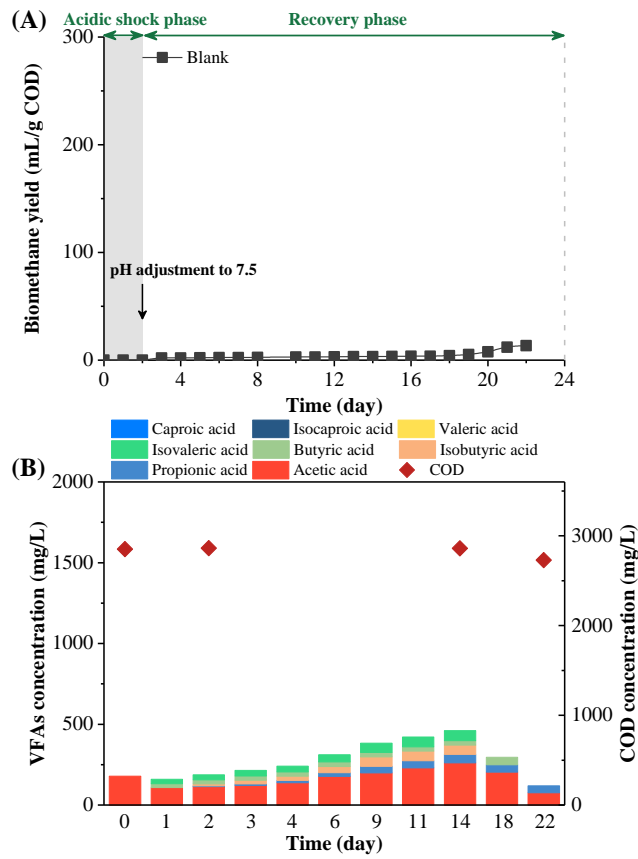 (A)
Acidic shock phase
Recovery phase
Blank
pH adjustment to 7.5
Biomethane yield (mL/g COD)
300
200
100
0
0 4 8 12 16 20 24
Time (day)
Caproic acid Isocaproic acid Valeric acid
Isovaleric acid Butyric acid Isobutyric acid
Propionic acid Acetic acid COD
(B)
VFAs concentration (mg/L)
2000
1500
1000
500
0
COD concentration (mg/L)
3000
2000
1000
0
0 1 2 3 4 6 9 11 14 18 22
Time (day)